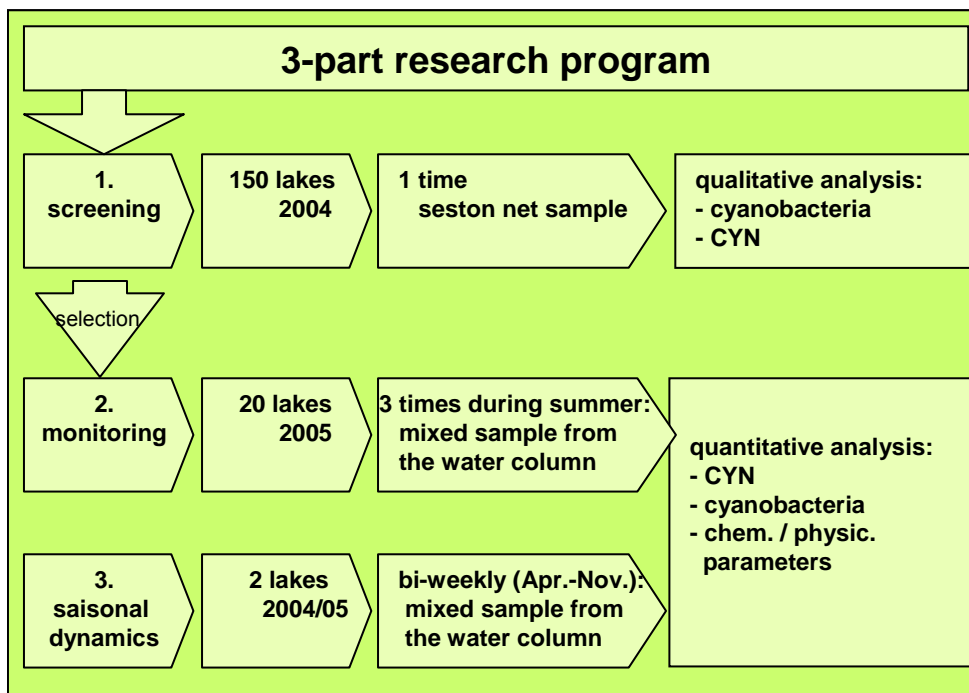 3-part research program
1.
screening
150 lakes
2004
1 time
seston net sample
qualitative analysis:
- cyanobacteria
- CYN
selection
2.
monitoring
20 lakes
2005
3 times during summer:
mixed sample from
the water column
quantitative analysis:
- CYN
- cyanobacteria
- chem. / physic.
parameters
3.
saisonal
dynamics
2 lakes
2004/05
bi-weekly (Apr.-Nov.):
mixed sample from
the water column